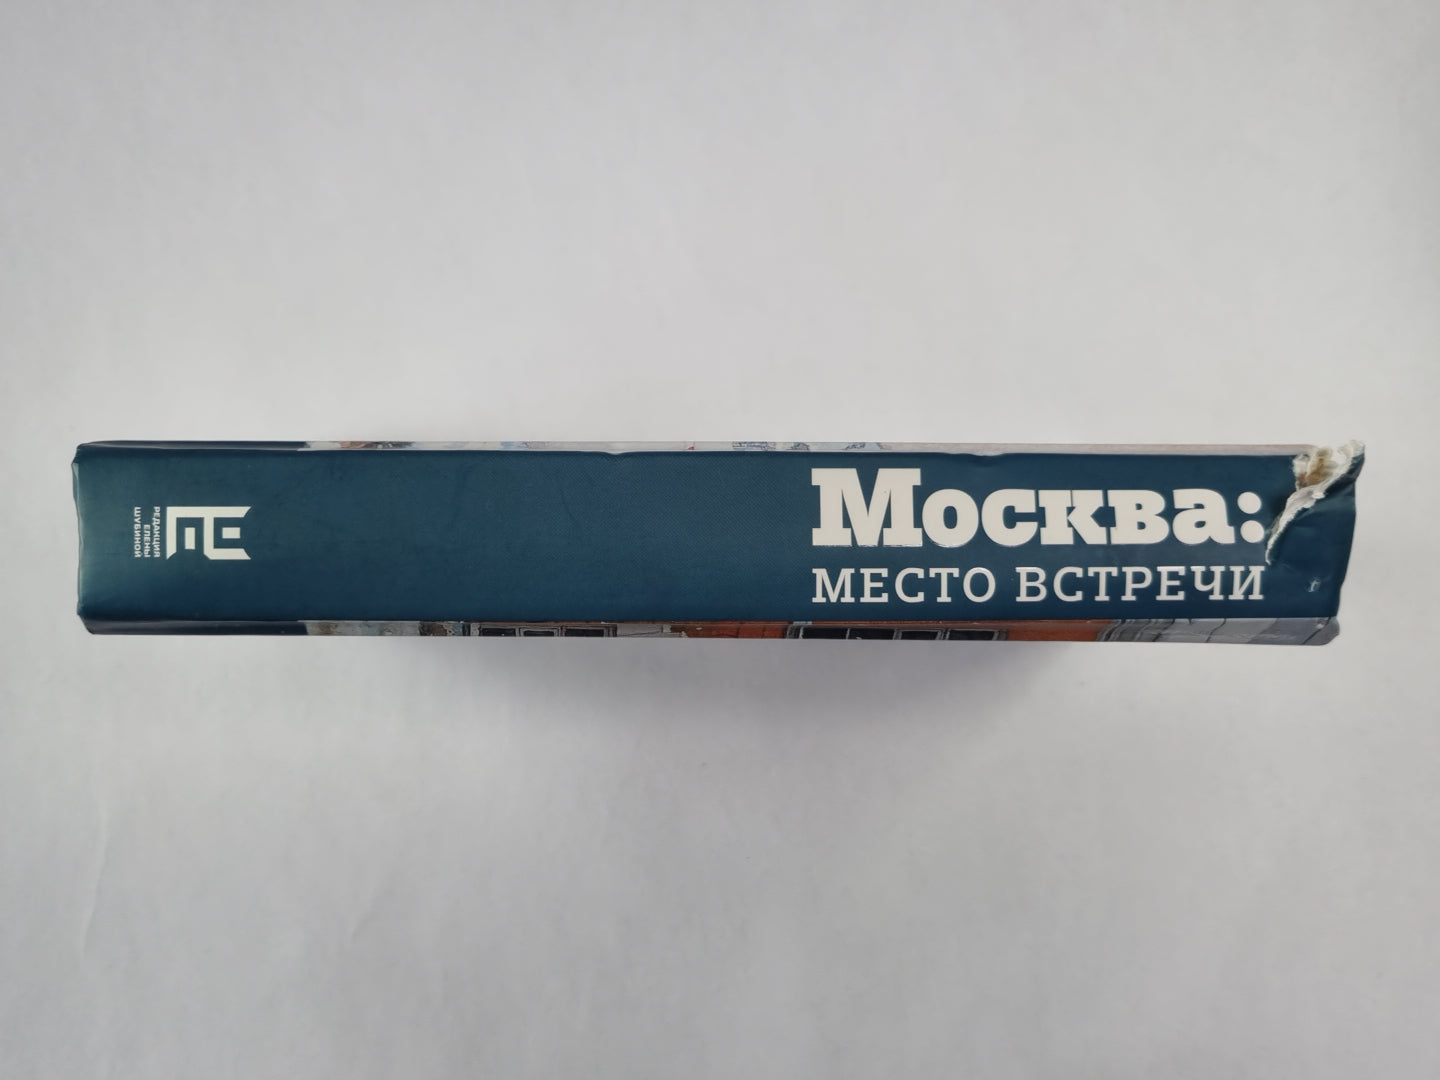 Москва:
МЕСТО ВСТРЕЧИ
РЕДАКЦИЯ
ЕЛЕНЫ
ШУБИНОЙ